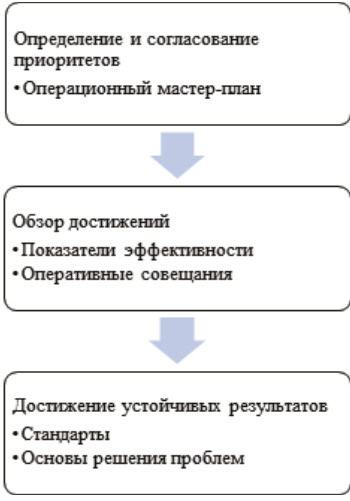 Определение и согласование
приоритетов
•Операционный мастер-план
Обзор достижений
•Показатели эффективности
•Оперативные совещания
Достижение устойчивых результатов
•Стандарты
•Основы решения проблем